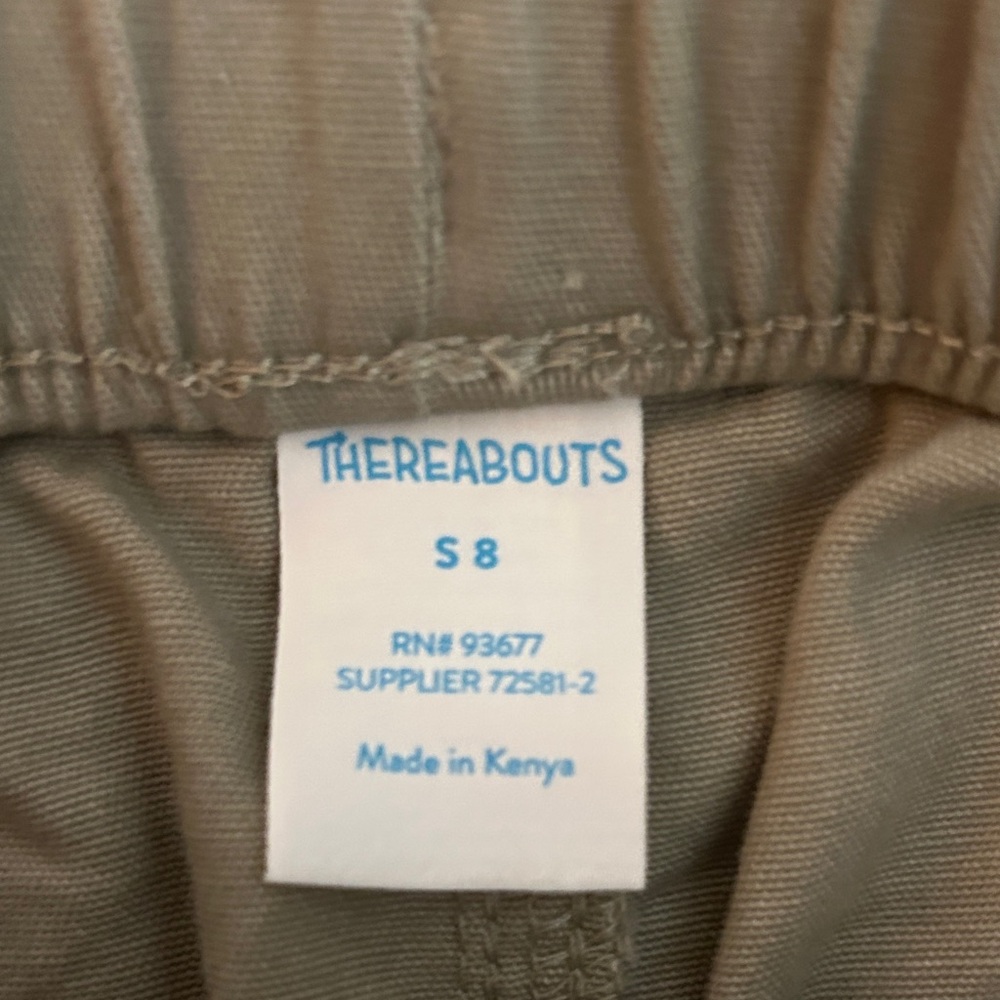 THEREABOUTS
S 8
RN# 93677
SUPPLIER 72581-2
Made in Kenya